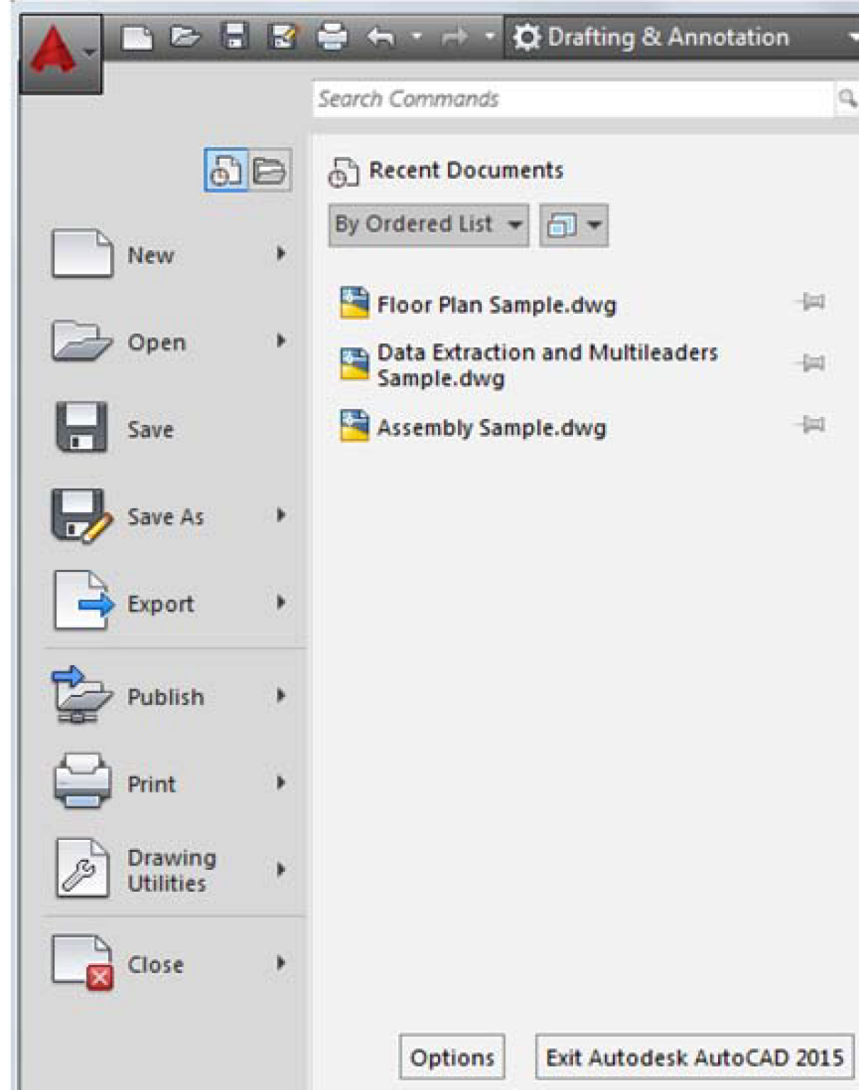 Drafting & Annotation
Search Commands
Recent Documents
By Ordered List
New
Open
Save
Save As
Export
Publish
Print
Drawing
Utilities
Close
Floor Plan Sample.dwg
Data Extraction and Multileaders
Sample.dwg
Assembly Sample.dwg
Options
Exit Autodesk AutoCAD 2015